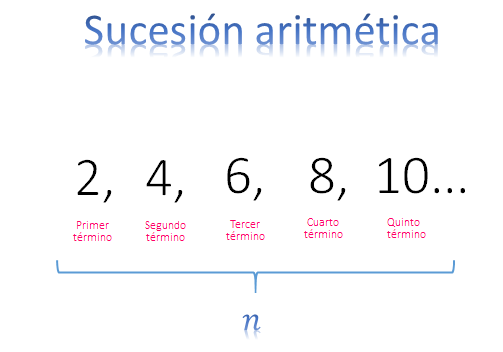 Sucesión aritmética
2, 4, 6, 8, 10...
Primer término
Segundo término
Tercer término
Cuarto término
Quinto término
n